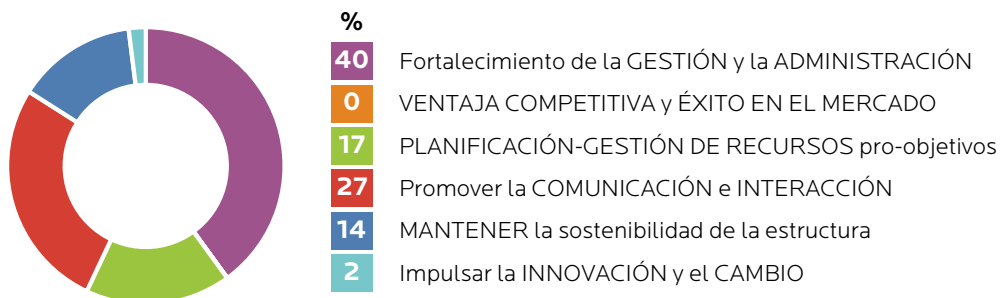 %
40 Fortalecimiento de la GESTIÓN y la ADMINISTRACIÓN
0 VENTAJA COMPETITIVA y ÉXITO EN EL MERCADO
17 PLANIFICACIÓN-GESTIÓN DE RECURSOS pro-objetivos
27 Promover la COMUNICACIÓN e INTERACCIÓN
14 MANTENER la sostenibilidad de la estructura
2 Impulsar la INNOVACIÓN y el CAMBIO